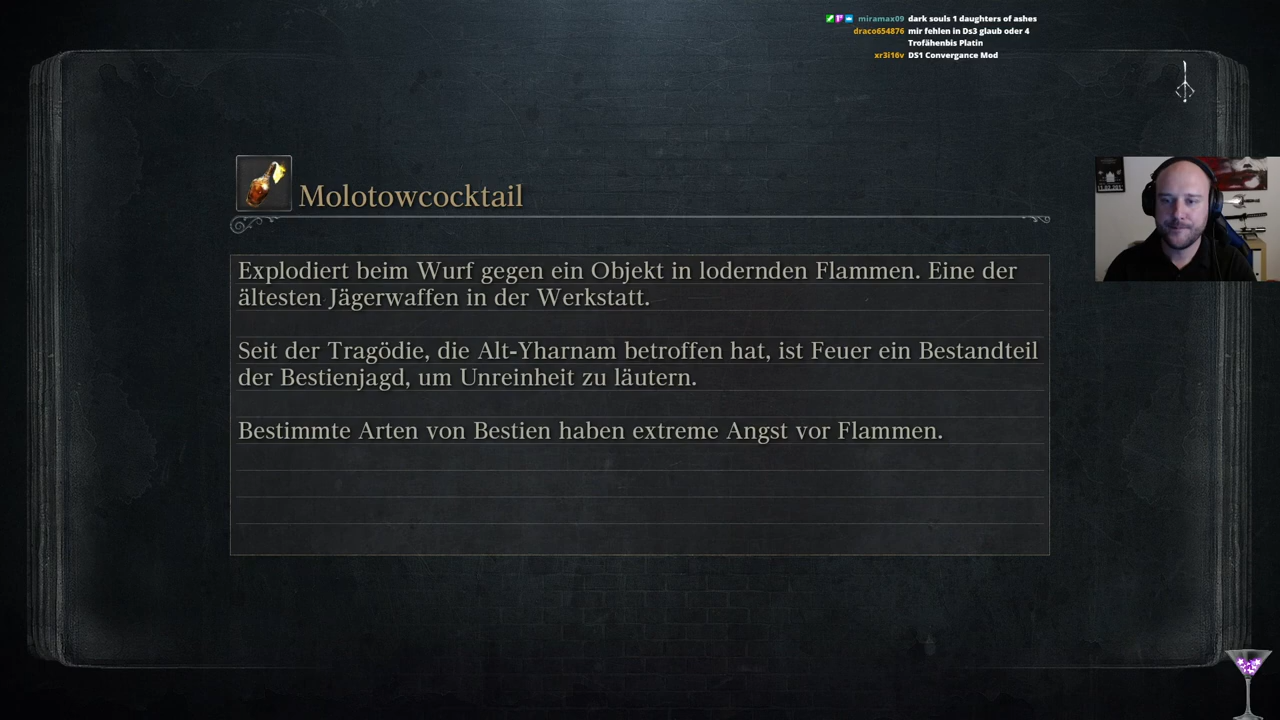 miramax09 dark souls 1 daughters of ashes
draco654876 mir fehlen in Ds3 glaub oder 4
Trofähenbis Platin
xr3i16v DS1 Convergance Mod
Molotowcocktail
Explodiert beim Wurf gegen ein Objekt in lodernden Flammen. Eine der
ältesten Jägerwaffen in der Werkstatt.
Seit der Tragödie, die Alt-Yharnam betroffen hat, ist Feuer ein Bestandteil
der Bestienjagd, um Unreinheit zu läutern.
Bestimmte Arten von Bestien haben extreme Angst vor Flammen.